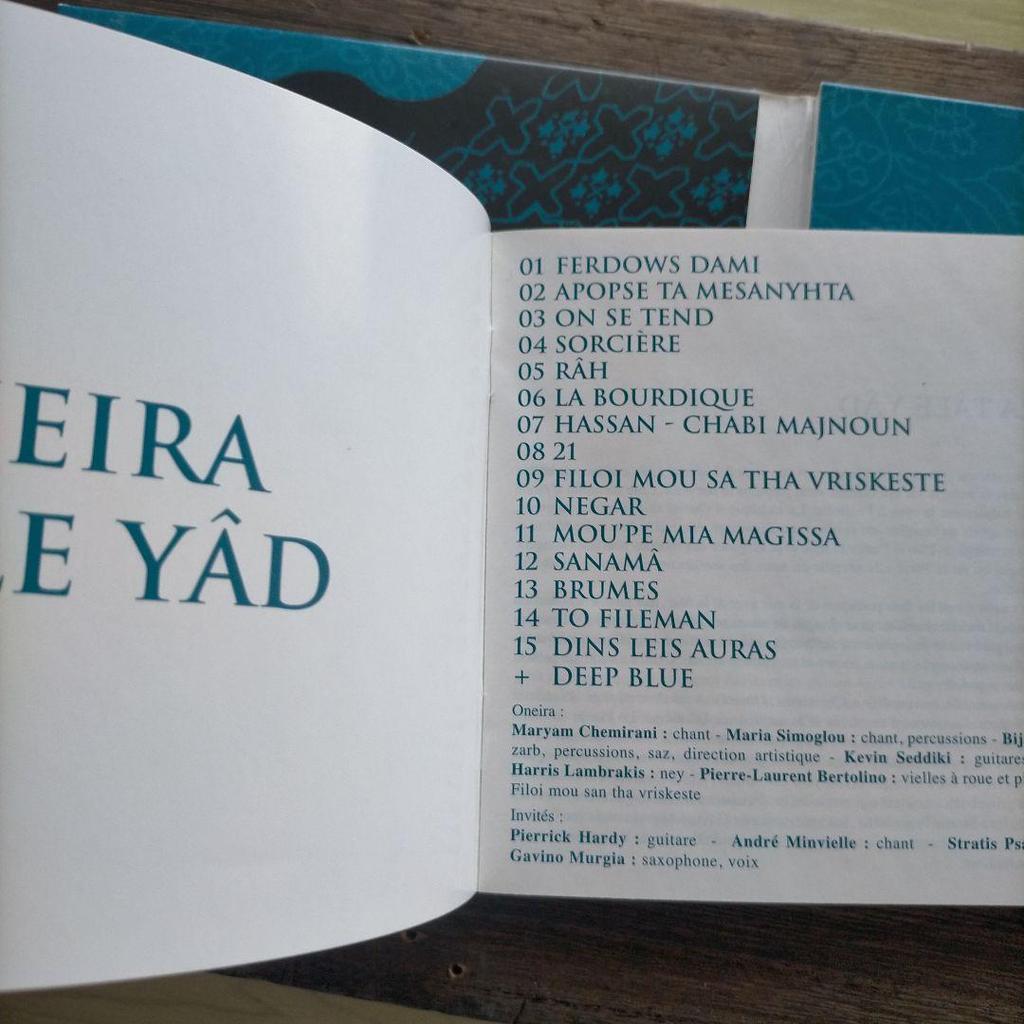 EIRA
E YÂD
01 FERDOWS DAMI
02 APOPSE TA MESANYHTA
03 ON SE TEND
04 SORCIÈRE
05 RÂH
06 LA BOURDIQUE
07 HASSAN - CHABI MAJNOUN
08 21
09 FILOI MOU SA THA VRISKESTE
10 NEGAR
11 MOU'PE MIA MAGISSA
12 SANAMÂ
13 BRUMES
14 TO FILEMAN
15 DINS LEIS AURAS
+ DEEP BLUE
Oneira :
Maryam Chemirani : chant - Maria Simoglou : chant, percussions - Bij
zarb, percussions, saz, direction artistique - Kevin Seddiki : guitares
Harris Lambrakis : ney - Pierre-Laurent Bertolino : vielles à roue et p
Filoi mou san tha vriskeste
Invités :
Pierrick Hardy : guitare - André Minvielle : chant - Stratis Psa
Gavino Murgia : saxophone, voix